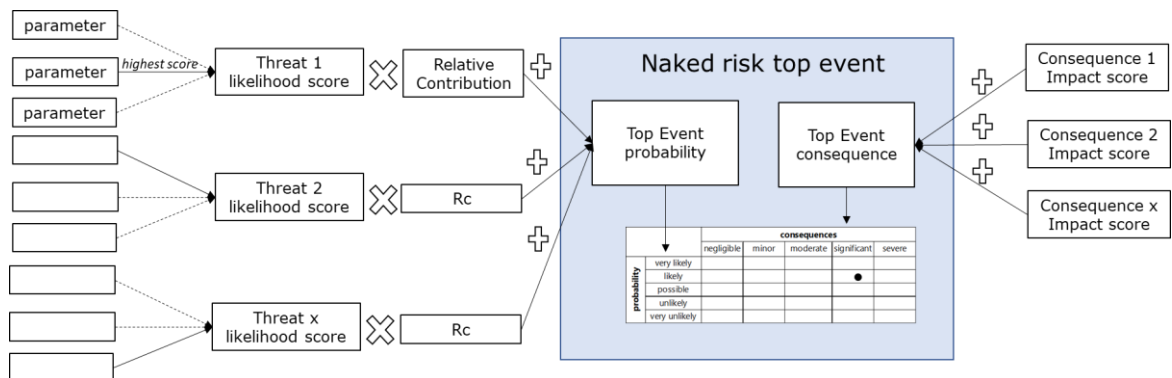 parameter
parameter
parameter
highest score
Threat 1
likelihood score
Relative
Contribution
Threat 2
likelihood score
Rc
Threat x
likelihood score
Rc
Naked risk top event
Top Event
probability
Top Event
consequence
consequences
negligible minor moderate significant severe
probability
very likely
likely
possible
unlikely
very unlikely
Consequence 1
Impact score
Consequence 2
Impact score
Consequence x
Impact score